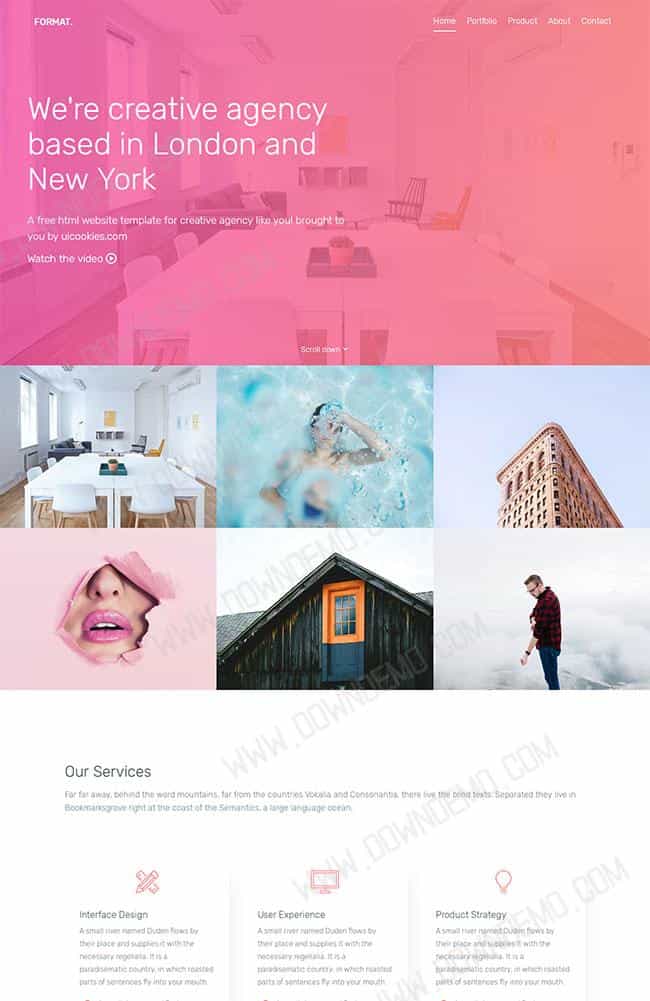 FORMAT.
Home Portfolio Product About Contact
We're creative agency
based in London and
New York
A free html website template for creative agency like you! brought to
you by uicookies.com
Watch the video
Scroll down
Our Services
Far far away, behind the word mountains, far from the countries Vokalia and Consonantia, there live the blind texts. Separated they live in
Bookmarksgrove right at the coast of the Semantics, a large language ocean.
Interface Design
A small river named Duden flows by
their place and supplies it with the
necessary regelialia. It is a
paradisematic country, in which roasted
parts of sentences fly into your mouth.
User Experience
A small river named Duden flows by
their place and supplies it with the
necessary regelialia. It is a
paradisematic country, in which roasted
parts of sentences fly into your mouth.
Product Strategy
A small river named Duden flows by
their place and supplies it with the
necessary regelialia. It is a
paradisematic country, in which roasted
parts of sentences fly into your mouth.
WWW.DOWNDEMO.COM
WWW.DOWNDEMO.COM
WWW.DOWNDEMO.COM
WWW.DOWNDEMO.COM